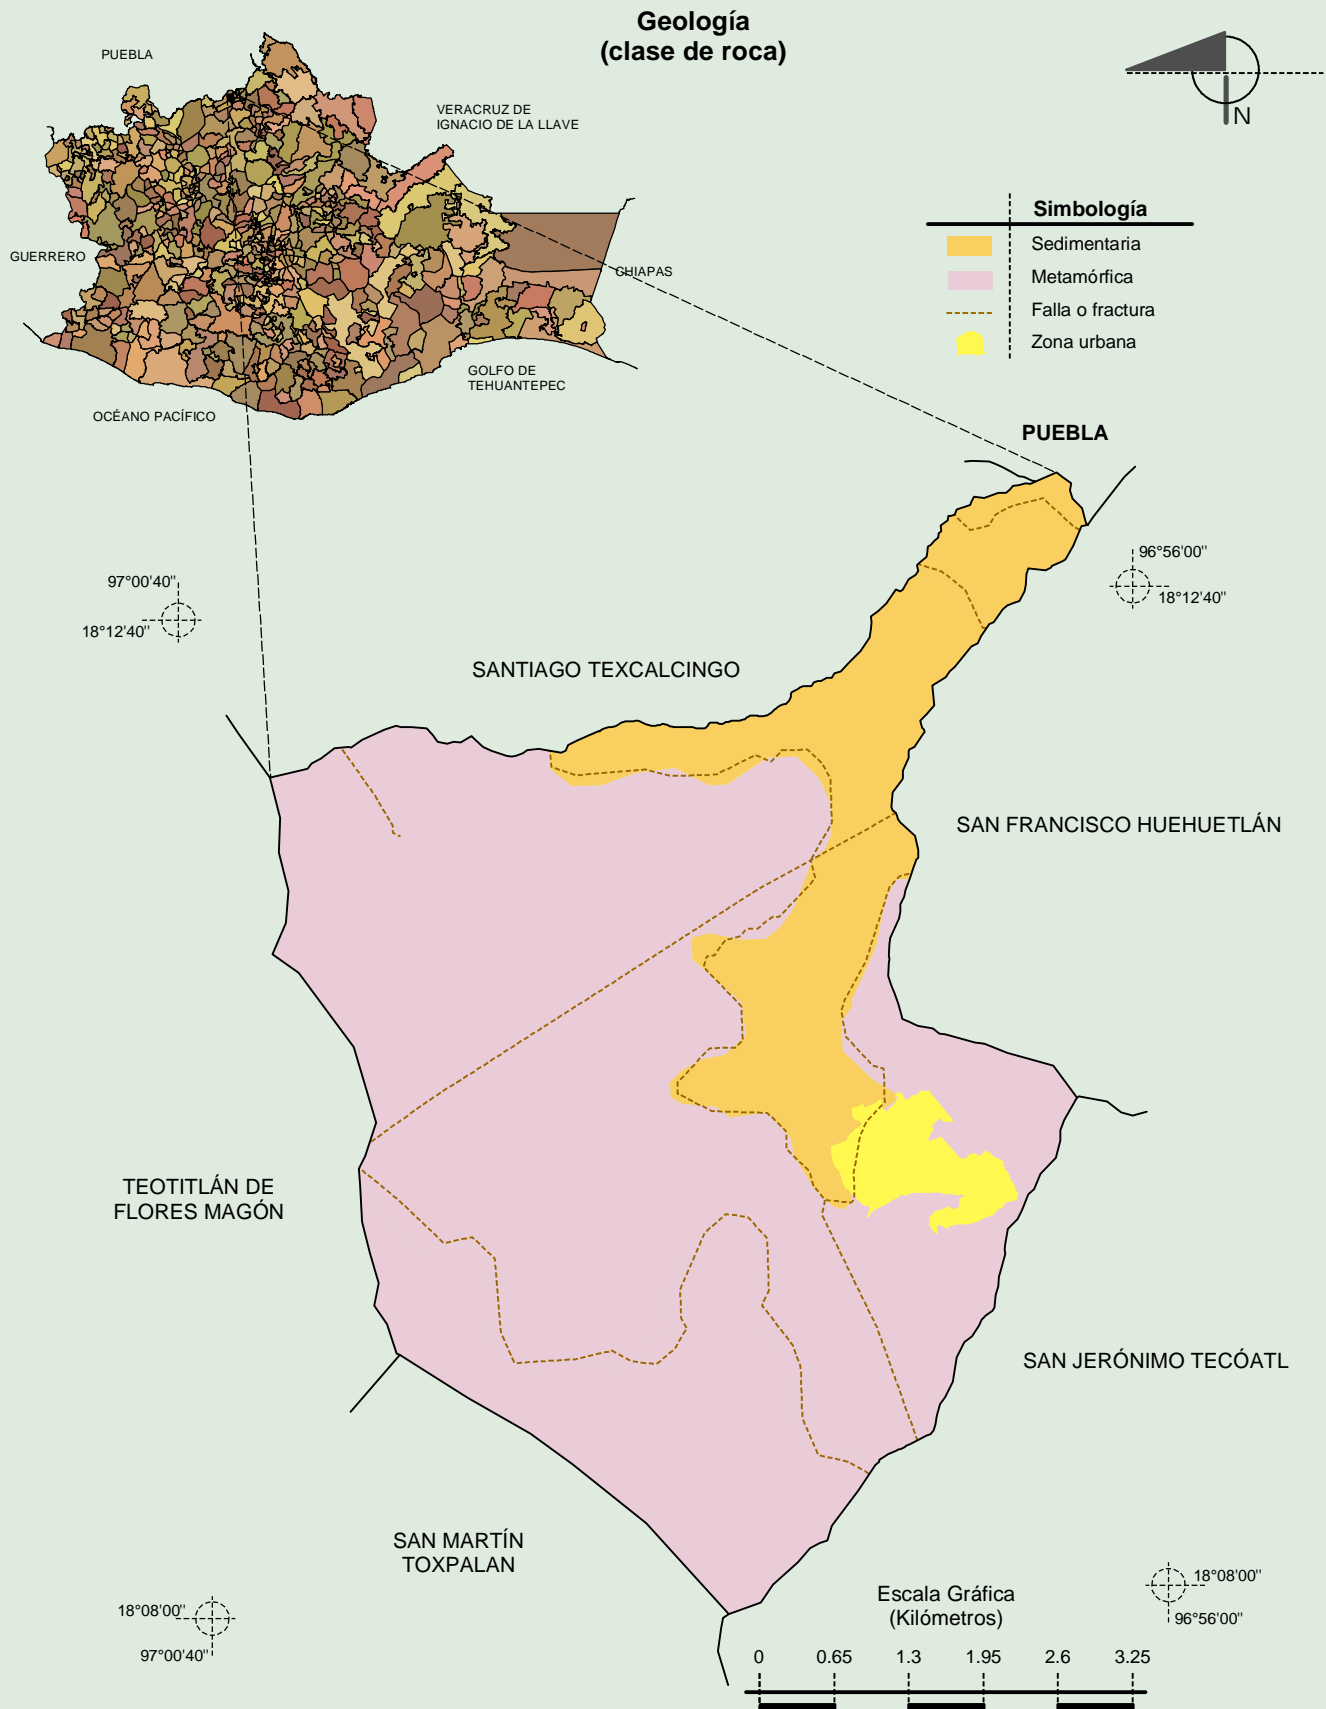 Geología
(clase de roca)
PUEBLA
VERACRUZ DE
IGNACIO DE LA LLAVE
GUERRERO
CHIAPAS
GOLFO DE
TEHUANTEPEC
OCÉANO PACÍFICO
N
Simbología
Sedimentaria
Metamórfica
Falla o fractura
Zona urbana
PUEBLA
97°00'40"
18°12'40"
96°56'00"
18°12'40"
SANTIAGO TEXCALCINGO
SAN FRANCISCO HUEHUETLÁN
TEOTITLÁN DE
FLORES MAGÓN
SAN JERÓNIMO TECÓATL
SAN MARTÍN
TOXPALAN
18°08'00"
97°00'40"
18°08'00"
96°56'00"
Escala Gráfica
(Kilómetros)
0 0.65 1.3 1.95 2.6 3.25